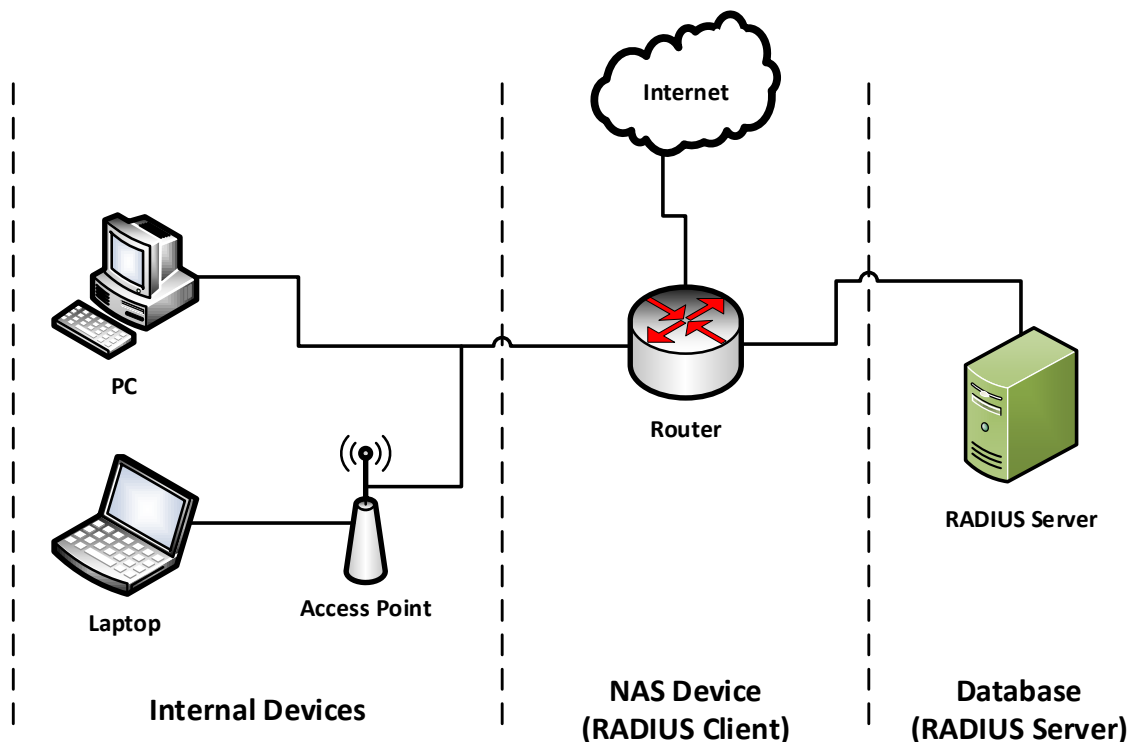 Internet
PC
Router
RADIUS Server
Laptop
Access Point
Internal Devices
NAS Device
(RADIUS Client)
Database
(RADIUS Server)